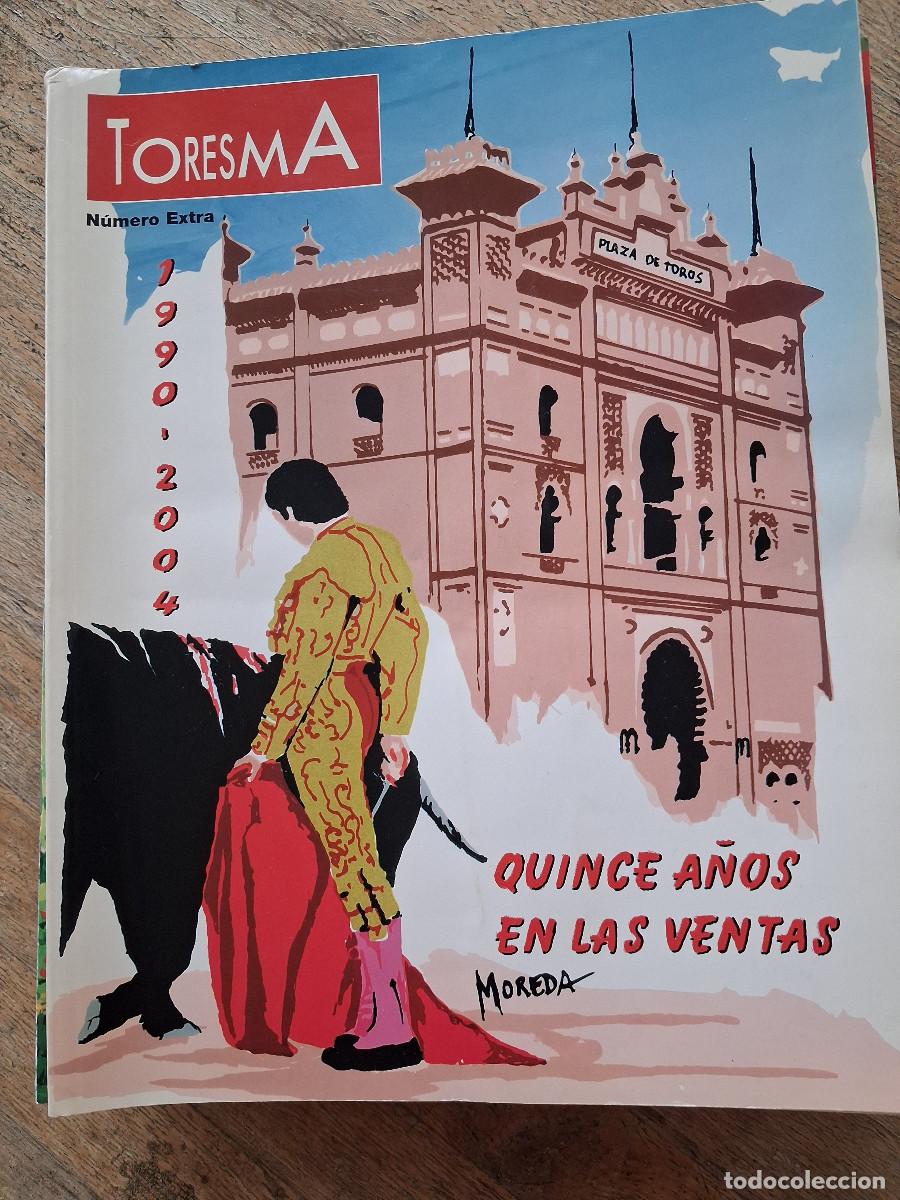 TORESMA
Número Extra
1990-2004
PLAZA DE TOROS
QUINCE AÑOS
EN LAS VENTAS
MOREDA
todocoleccion